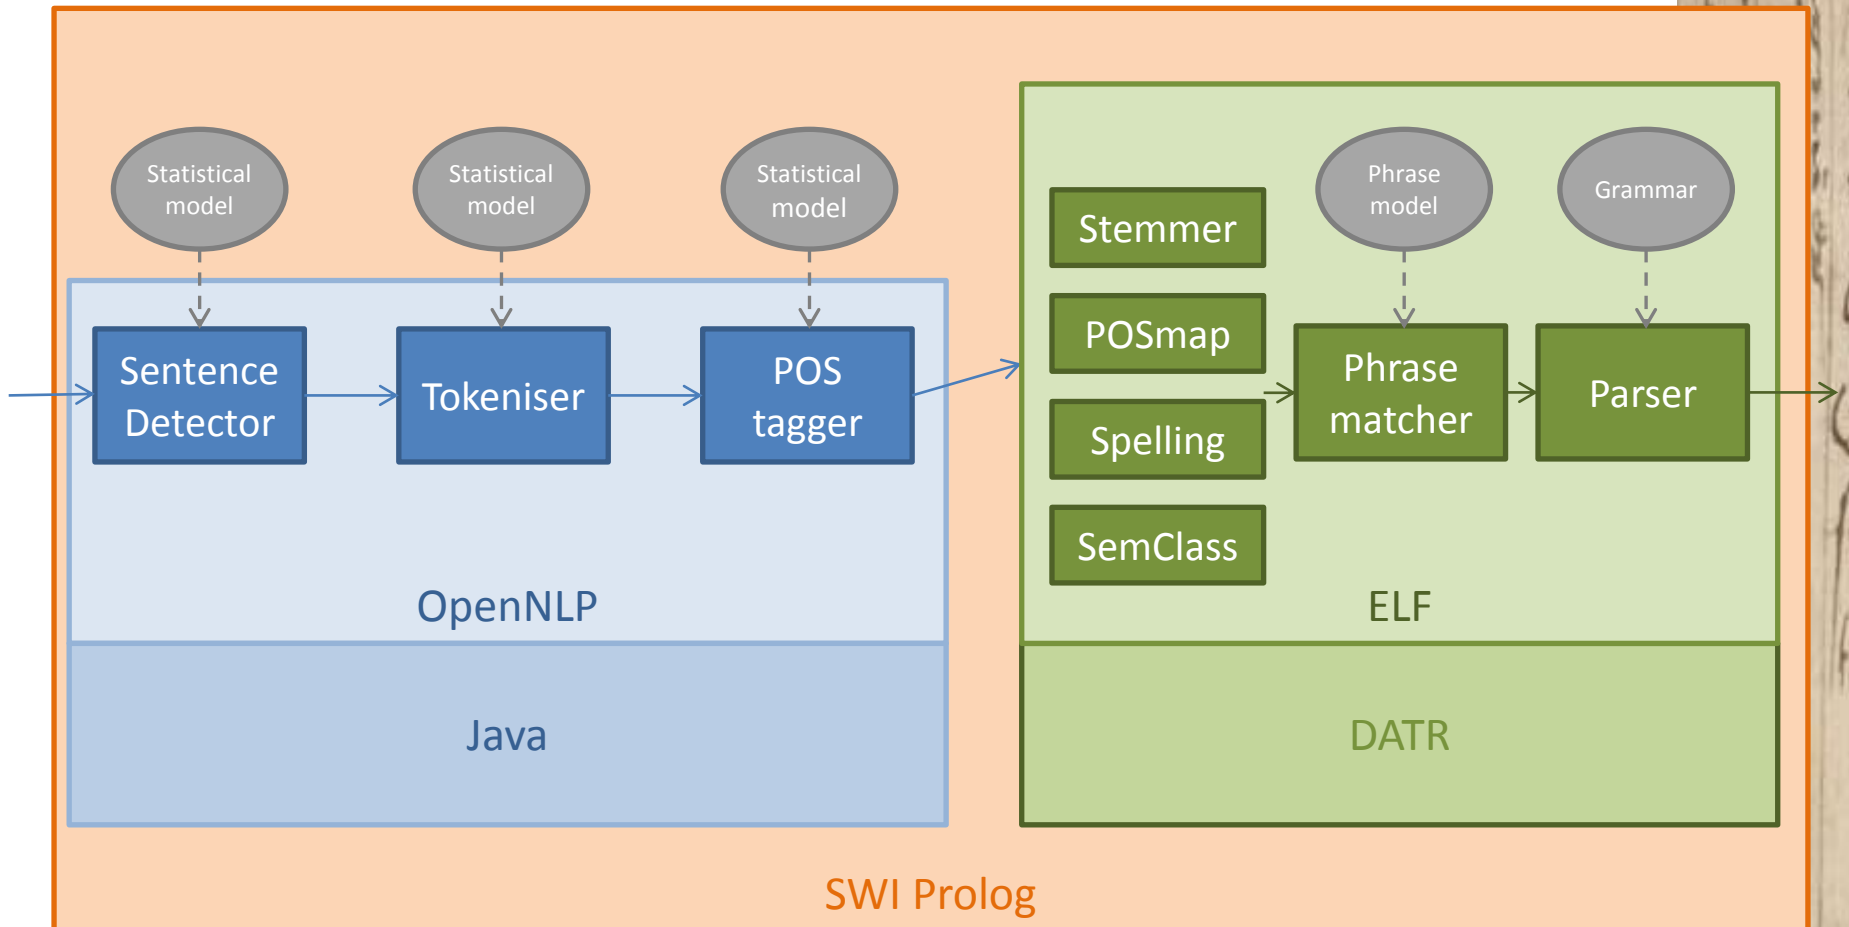 Statistical
model
Statistical
model
Statistical
model
Phrase
model
Grammar
Stemmer
POSmap
Spelling
SemClass
Sentence
Detector
Tokeniser
POS
tagger
Phrase
matcher
Parser
OpenNLP
ELF
Java
DATR
SWI Prolog